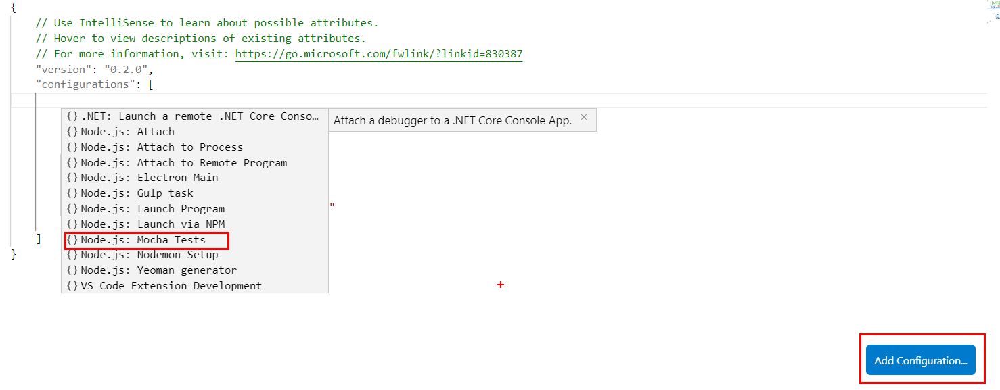 {
// Use IntelliSense to learn about possible attributes.
// Hover to view descriptions of existing attributes.
// For more information, visit: https://go.microsoft.com/fwlink/?linkid=830387
"version": "0.2.0",
"configurations": [
{} .NET: Launch a remote .NET Core Conso...
Attach a debugger to a .NET Core Console App. ×
{} Node.js: Attach
{} Node.js: Attach to Process
{} Node.js: Attach to Remote Program
{} Node.js: Electron Main
{} Node.js: Gulp task
{} Node.js: Launch Program
"
{} Node.js: Launch via NPM
{} Node.js: Mocha Tests
]
{} Node.js: Nodemon Setup
}
{} Node.js: Yeoman generator
{} VS Code Extension Development
Add Configuration...